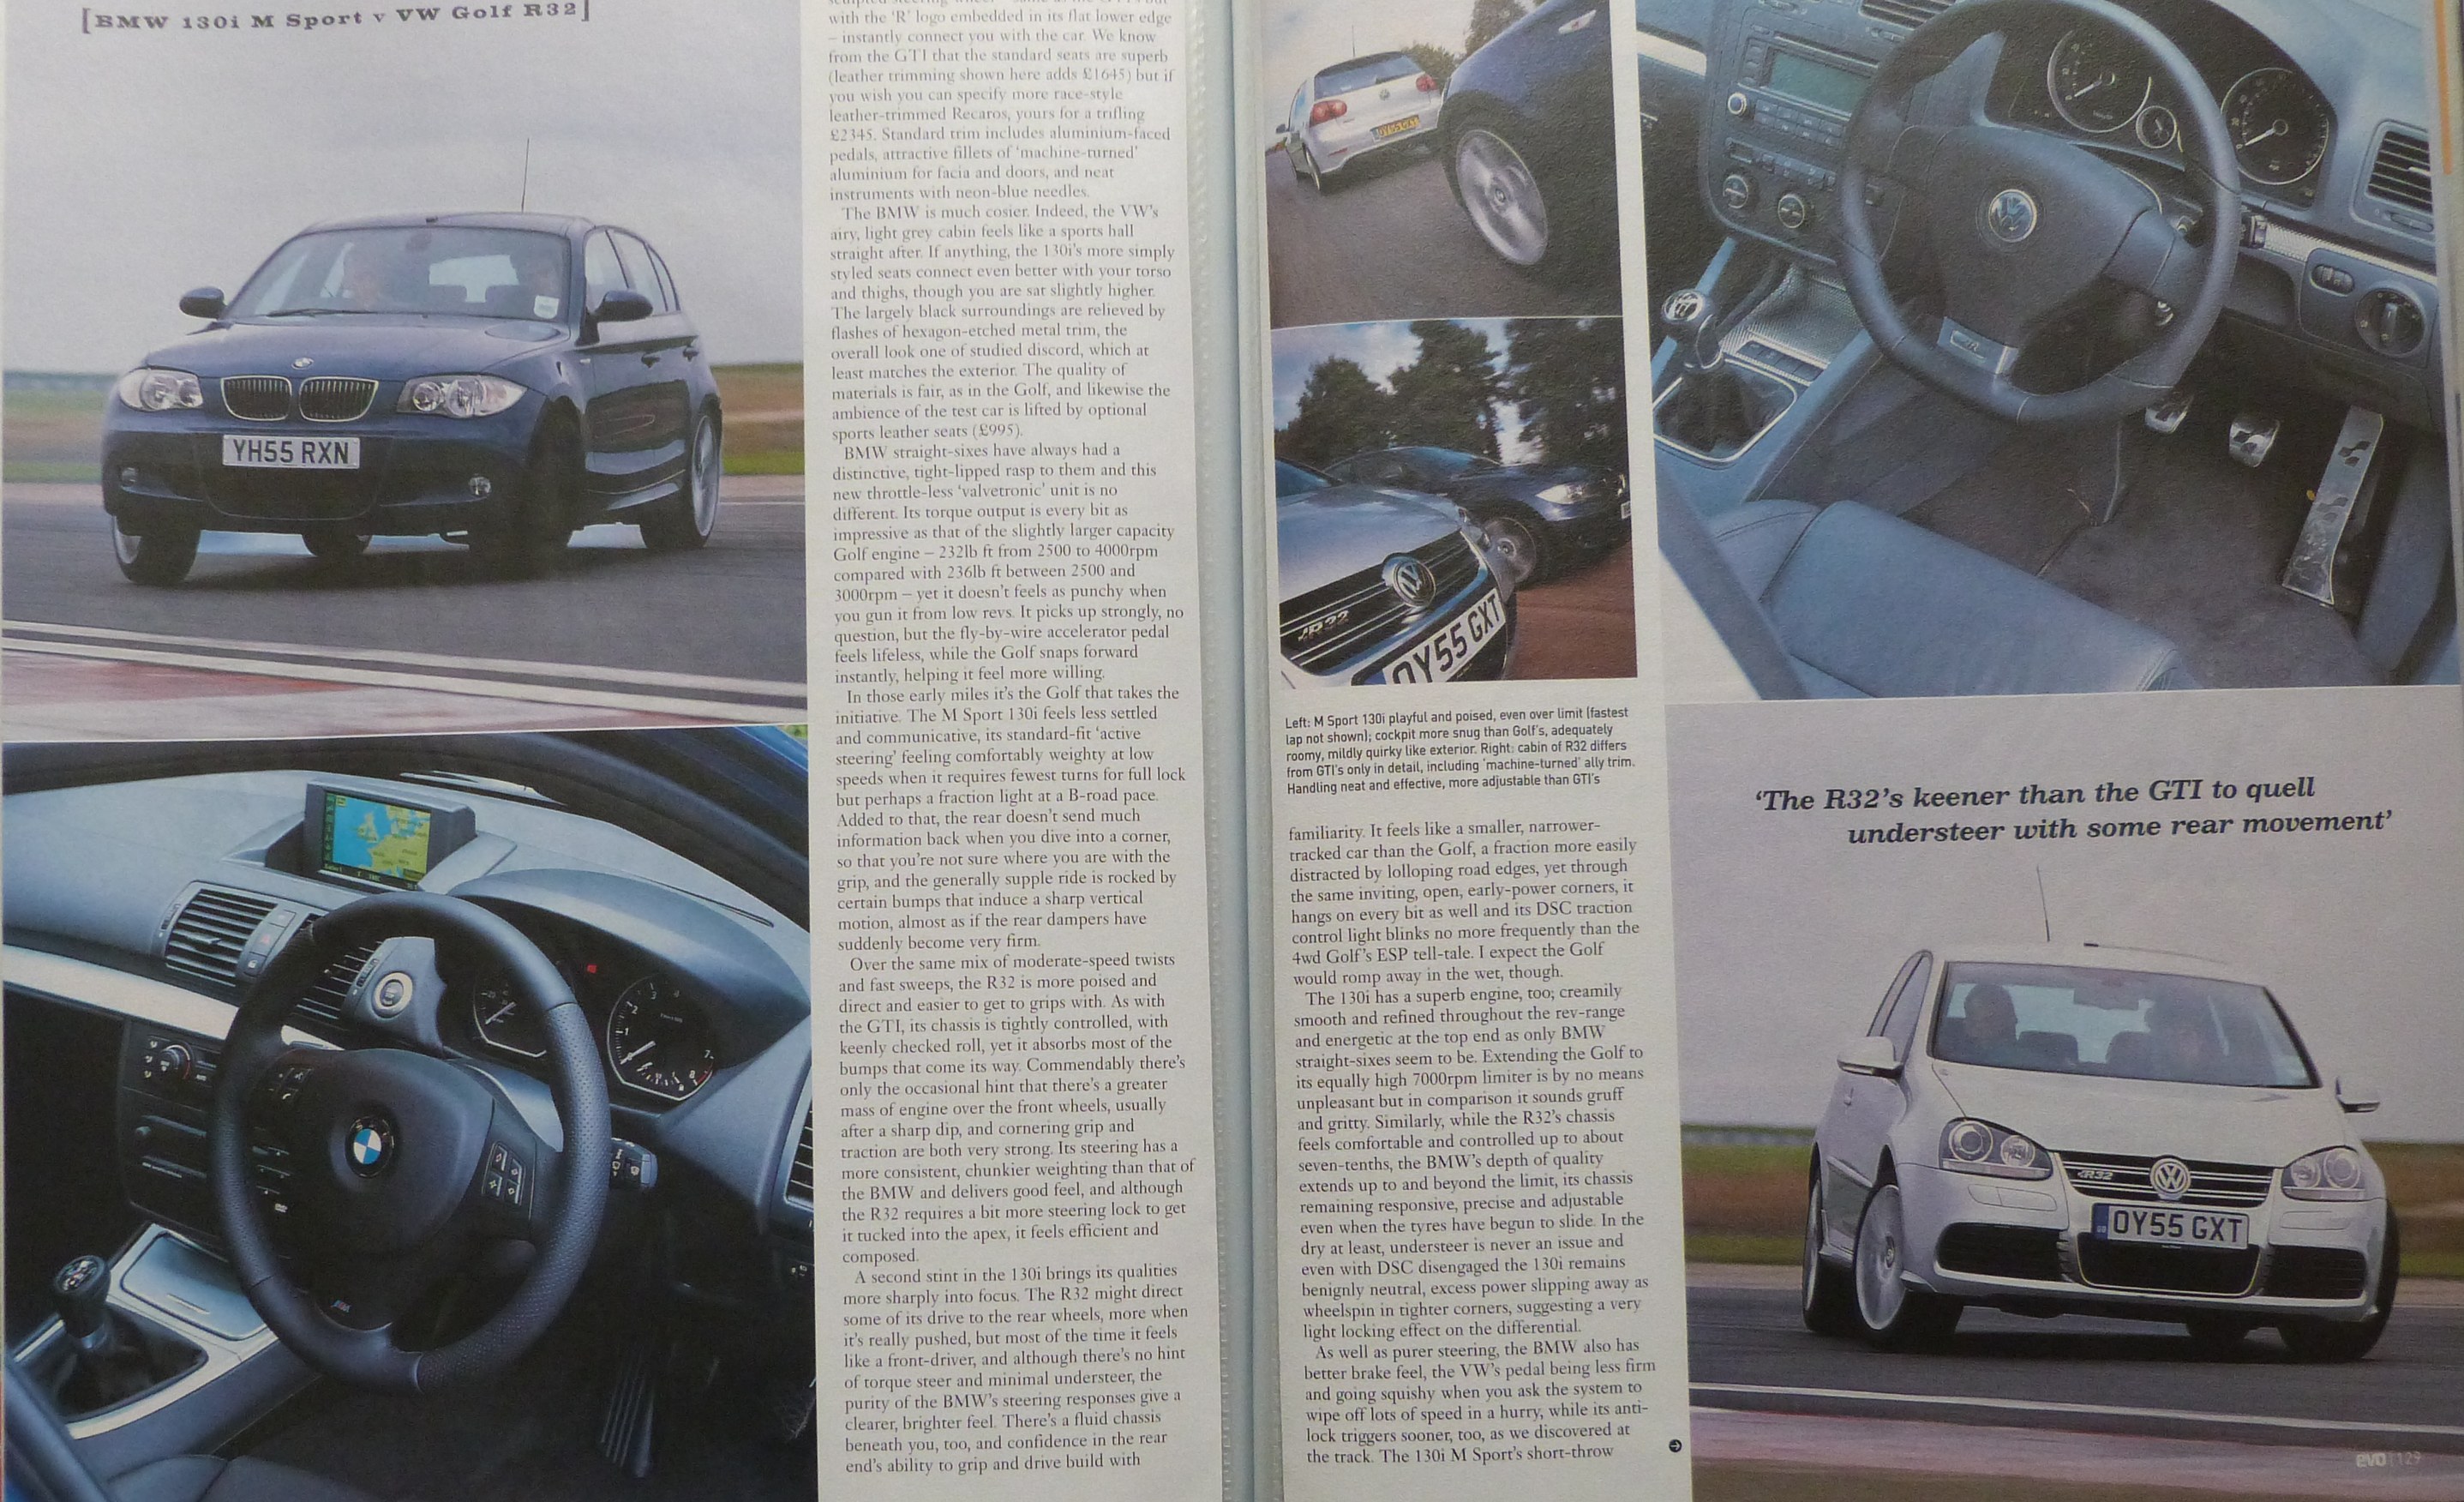 [BMW 130i M Sport v VW Golf R32]
YH55 RXN
with the 'R' logo embedded in its flat lower edge
– instantly connect you with the car. We know
from the GTI that the standard seats are superb
(leather trimming shown here adds £1645) but if
you wish you can specify more race-style
leather-trimmed Recaros, yours for a trifling
£2345. Standard trim includes aluminium-faced
pedals, attractive fillets of 'machine-turned'
aluminium for facia and doors, and neat
instruments with neon-blue needles.
The BMW is much cosier. Indeed, the VW's
airy, light grey cabin feels like a sports hall
straight after. If anything, the 130i's more simply
styled seats connect even better with your torso
and thighs, though you are sat slightly higher.
The largely black surroundings are relieved by
flashes of hexagon-etched metal trim, the
overall look one of studied discord, which at
least matches the exterior. The quality of
materials is fair, as in the Golf, and likewise the
ambience of the test car is lifted by optional
sports leather seats (£995).
BMW straight-sixes have always had a
distinctive, tight-lipped rasp to them and this
new throttle-less 'valvetronic' unit is no
different. Its torque output is every bit as
impressive as that of the slightly larger capacity
Golf engine – 232lb ft from 2500 to 4000rpm
compared with 236lb ft between 2500 and
3000rpm – yet it doesn't feels as punchy when
you gun it from low revs. It picks up strongly, no
question, but the fly-by-wire accelerator pedal
feels lifeless, while the Golf snaps forward
instantly, helping it feel more willing.
In those early miles it's the Golf that takes the
initiative. The M Sport 130i feels less settled
and communicative, its standard-fit 'active
steering' feeling comfortably weighty at low
speeds when it requires fewest turns for full lock
but perhaps a fraction light at a B-road pace.
Added to that, the rear doesn't send much
information back when you dive into a corner,
so that you're not sure where you are with the
grip, and the generally supple ride is rocked by
certain bumps that induce a sharp vertical
motion, almost as if the rear dampers have
suddenly become very firm.
Over the same mix of moderate-speed twists
and fast sweeps, the R32 is more poised and
direct and easier to get to grips with. As with
the GTI, its chassis is tightly controlled, with
keenly checked roll, yet it absorbs most of the
bumps that come its way. Commendably there's
only the occasional hint that there's a greater
mass of engine over the front wheels, usually
after a sharp dip, and cornering grip and
traction are both very strong. Its steering has a
more consistent, chunkier weighting than that of
the BMW and delivers good feel, and although
the R32 requires a bit more steering lock to get
it tucked into the apex, it feels efficient and
composed.
A second stint in the 130i brings its qualities
more sharply into focus. The R32 might direct
some of its drive to the rear wheels, more when
it's really pushed, but most of the time it feels
like a front-driver, and although there's no hint
of torque steer and minimal understeer, the
purity of the BMW's steering responses give a
clearer, brighter feel. There's a fluid chassis
beneath you, too, and confidence in the rear
end's ability to grip and drive build with
R32
OY55 GXT
Left: M Sport 130i playful and poised, even over limit (fastest
lap not shown); cockpit more snug than Golf's, adequately
roomy, mildly quirky like exterior. Right: cabin of R32 differs
from GTI's only in detail, including 'machine-turned' ally trim.
Handling neat and effective, more adjustable than GTI's
familiarity. It feels like a smaller, narrower-
tracked car than the Golf, a fraction more easily
distracted by lolloping road edges, yet through
the same inviting, open, early-power corners, it
hangs on every bit as well and its DSC traction
control light blinks no more frequently than the
4wd Golf's ESP tell-tale. I expect the Golf
would romp away in the wet, though.
The 130i has a superb engine, too; creamily
smooth and refined throughout the rev-range
and energetic at the top end as only BMW
straight-sixes seem to be. Extending the Golf to
its equally high 7000rpm limiter is by no means
unpleasant but in comparison it sounds gruff
and gritty. Similarly, while the R32's chassis
feels comfortable and controlled up to about
seven-tenths, the BMW's depth of quality
extends up to and beyond the limit, its chassis
remaining responsive, precise and adjustable
even when the tyres have begun to slide. In the
dry at least, understeer is never an issue and
even with DSC disengaged the 130i remains
benignly neutral, excess power slipping away as
wheelspin in tighter corners, suggesting a very
light locking effect on the differential.
As well as purer steering, the BMW also has
better brake feel, the VW's pedal being less firm
and going squishy when you ask the system to
wipe off lots of speed in a hurry, while its anti-
lock triggers sooner, too, as we discovered at
the track. The 130i M Sport's short-throw
'The R32's keener than the GTI to quell
understeer with some rear movement'
R32
OY55 GXT
evo | 129